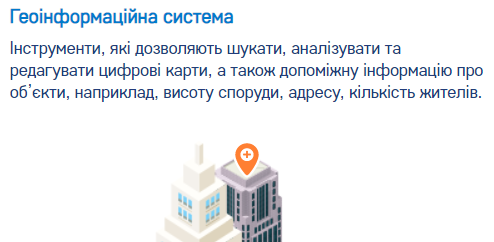 Геоінформаційна система
Інструменти, які дозволяють шукати, аналізувати та
редагувати цифрові карти, а також допоміжну інформацію про
об’єкти, наприклад, висоту споруди, адресу, кількість жителів.